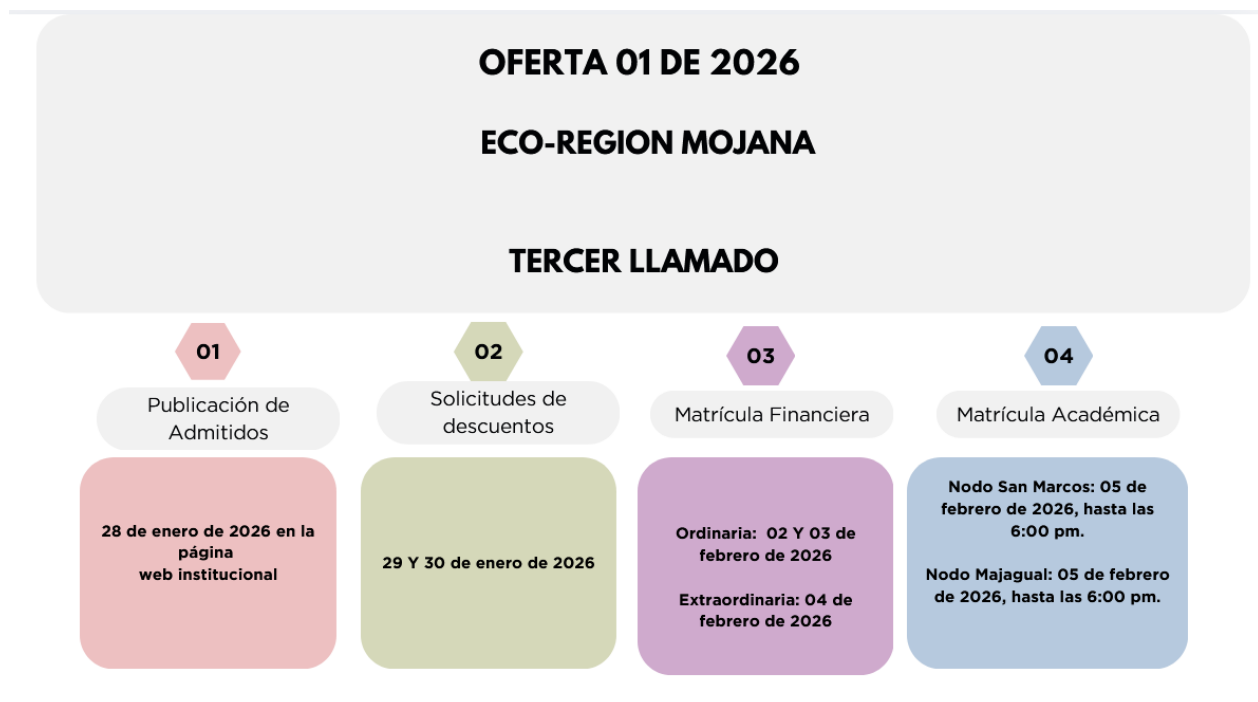 OFERTA 01 DE 2026
ECO-REGION MOJANA
TERCER LLAMADO
01
Publicación de
Admitidos
28 de enero de 2026 en la
página
web institucional
02
Solicitudes de
descuentos
29 Y 30 de enero de 2026
03
Matrícula Financiera
Ordinaria: 02 Y 03 de
febrero de 2026
Extraordinaria: 04 de
febrero de 2026
04
Matrícula Académica
Nodo San Marcos: 05 de
febrero de 2026, hasta las
6:00 pm.
Nodo Majagual: 05 de febrero
de 2026, hasta las 6:00 pm.